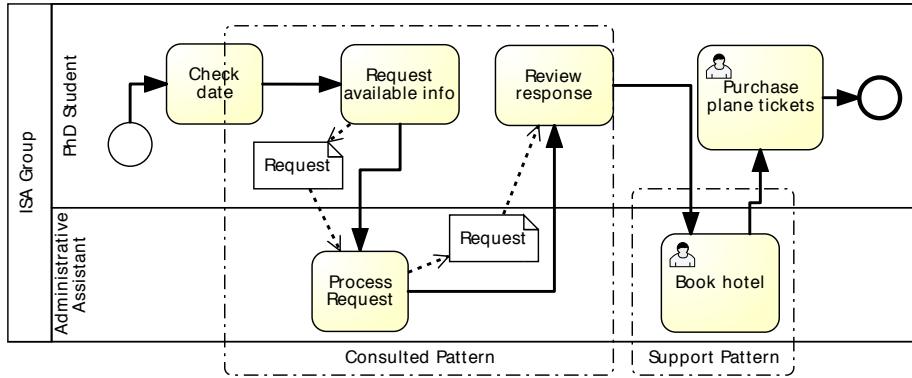 ISA Group
PhD Student
Check
date
Request
available info
Review
response
Purchase
plane tickets
Request
Administrative
Assistant
Request
Process
Request
Book hotel
Consulted Pattern
Support Pattern